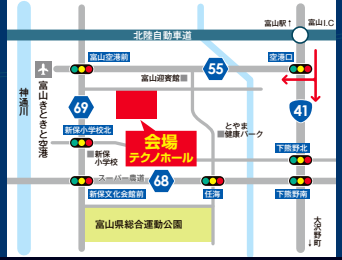 富山駅↑
富山I.C
北陸自動車道
富山空港前
空港口
富山迎賓館
55
富山きときと空港
神通川
69
41
新保小学校北
会場
テクノホール
とやま
健康パーク
新保
小学校
下熊野北
スーパー農道
68
新保文化会館前
任海
下熊野南
富山県総合運動公園
大沢野町
↓